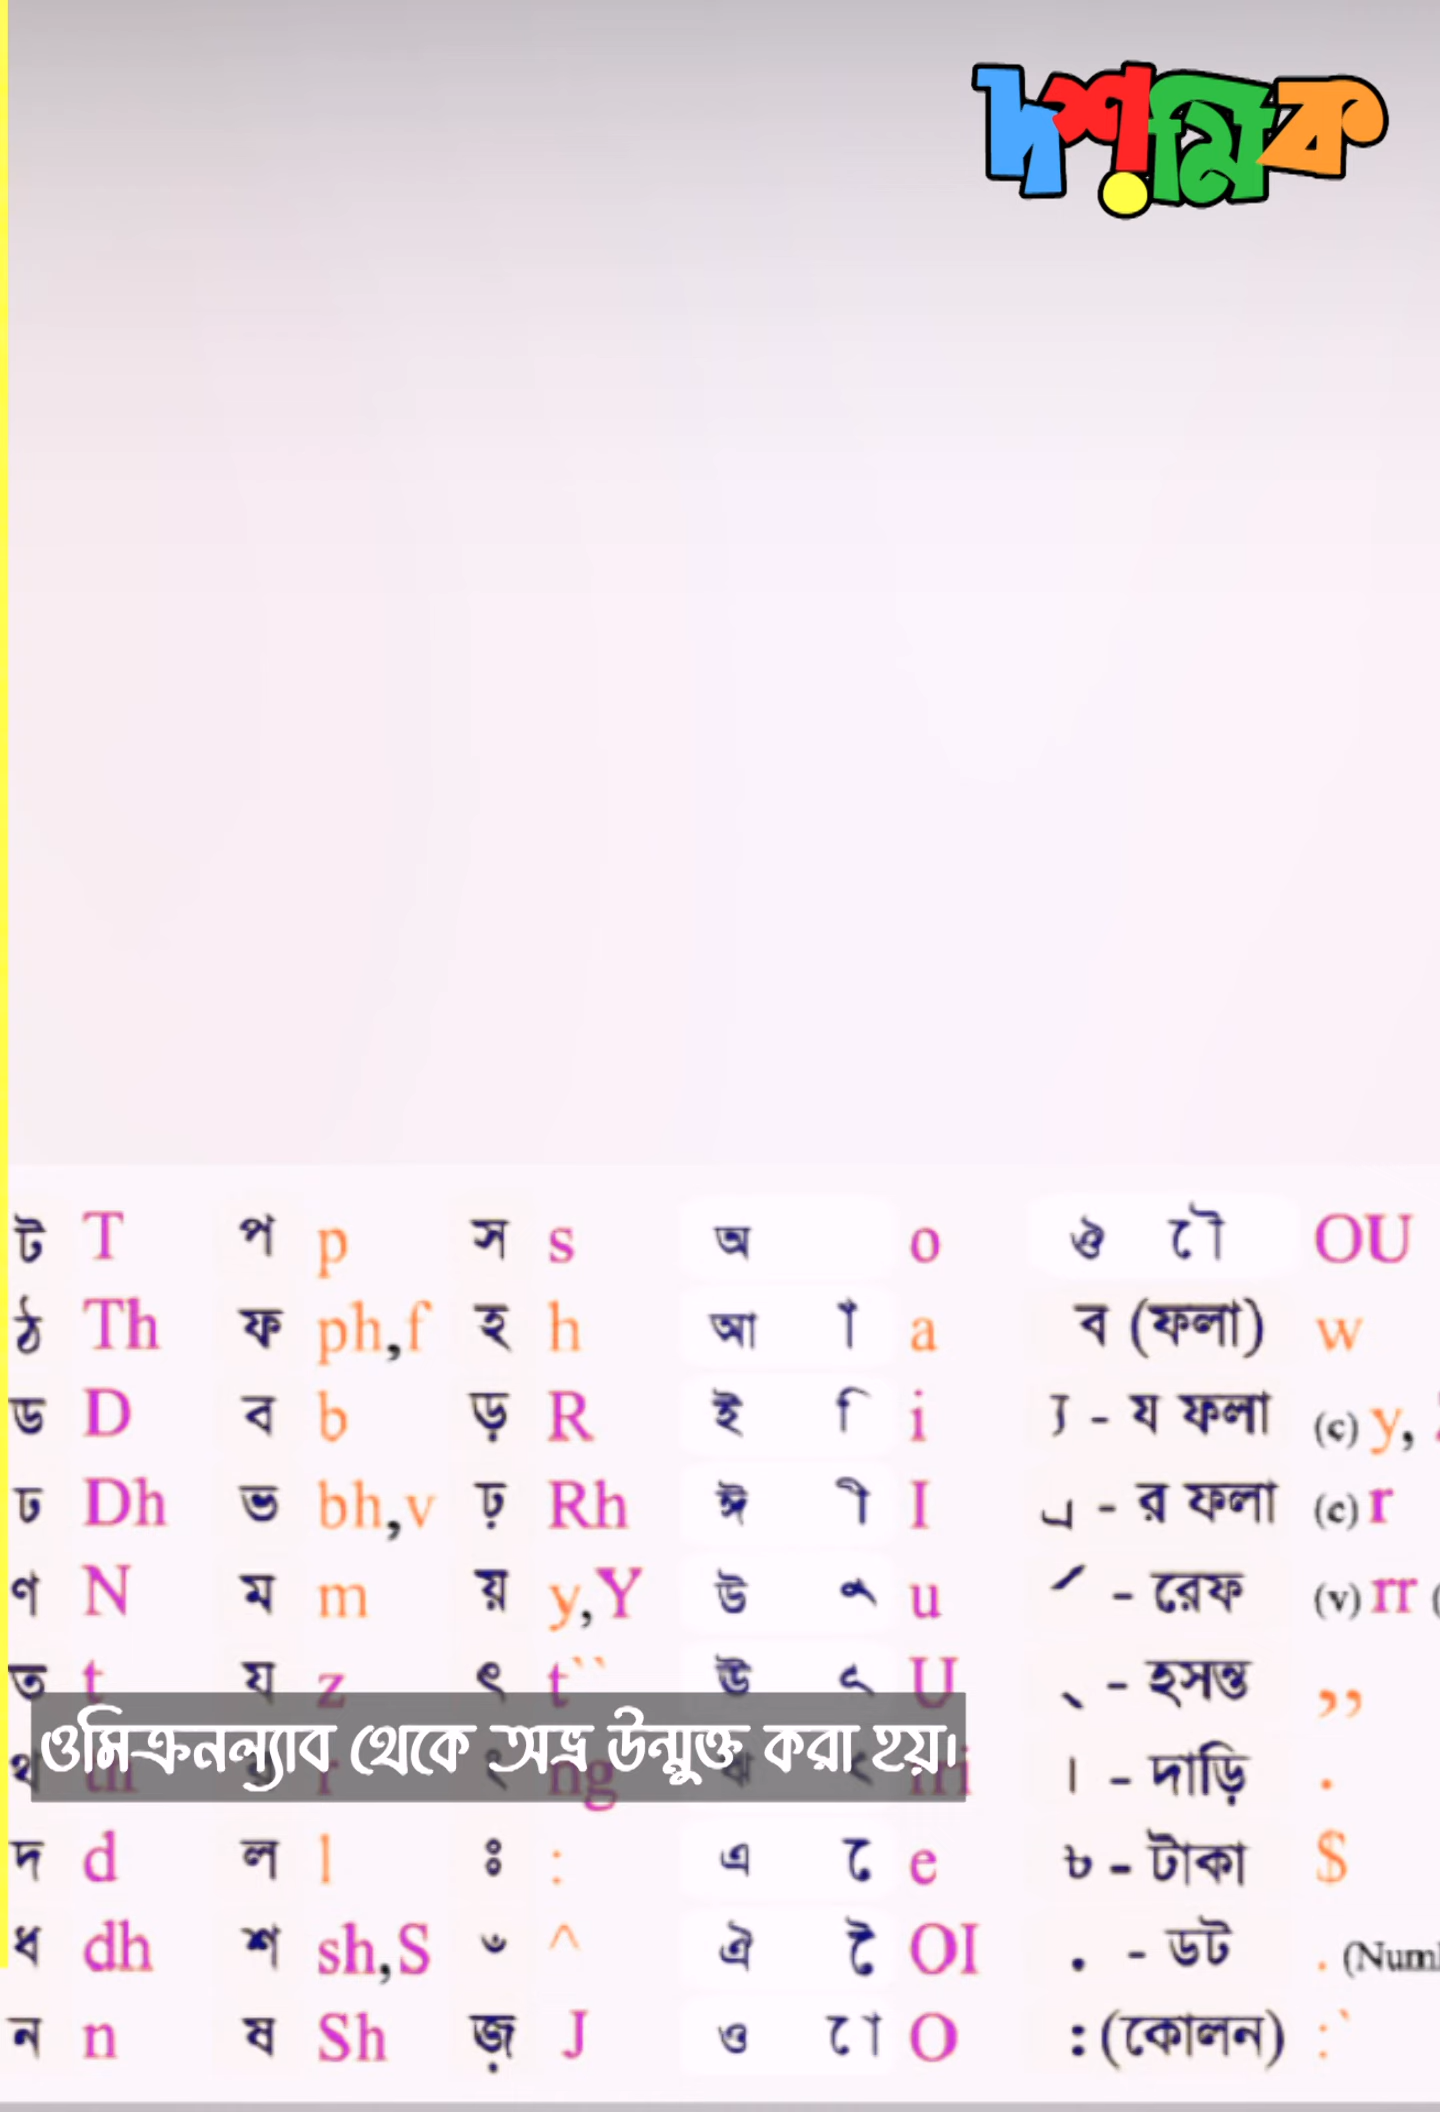 দশমিক
ট T প p স s অ o ঔ ৌ OU
ঠ Th ফ ph,f হ h আ া a ব (ফলা) w
ড D ব b ড় R ই ি i ্য - য ফলা (c) y,
ঢ Dh ভ bh,v ঢ় Rh ঈ ী I ্র - র ফলা (c) r
ণ N ম m য় y,Y উ ু u র্ - রেফ (v) rr (
ত t য z ৎ t`` ঊ ূ U ্ - হসন্ত ,,
ওমিক্রনল্যাব থেকে অভ্র উন্মুক্ত করা হয়।
। - দাড়ি .
দ d ল l ঃ : এ ে e ৳ - টাকা $
ধ dh শ sh,S ঁ ^ ঐ ৈ OI . - ডট .
ন n ষ Sh জ় J ও ো O : (কোলন) :`